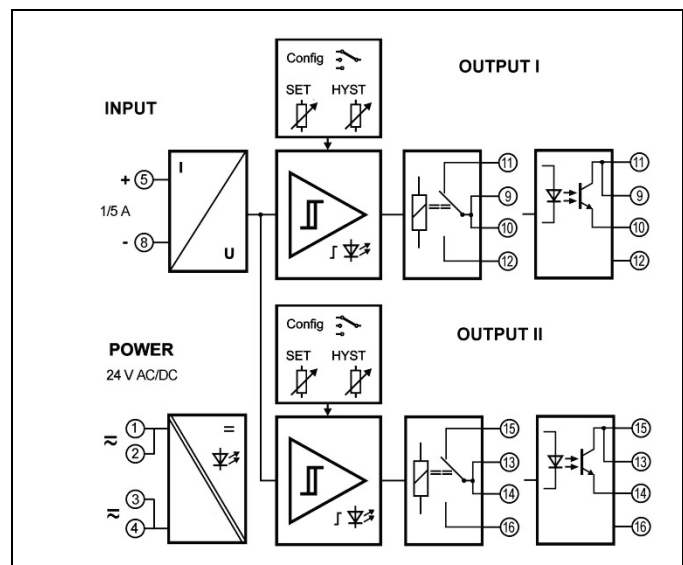 Config
OUTPUT I
SET HYST
INPUT
+ 5
I
11
11
1/5 A
9
9
10
10
- 8
U
12
12
Config
OUTPUT II
POWER
SET HYST
24 V AC/DC
1
=
15
15
≂
2
13
13
3
14
14
≂
4
16
16